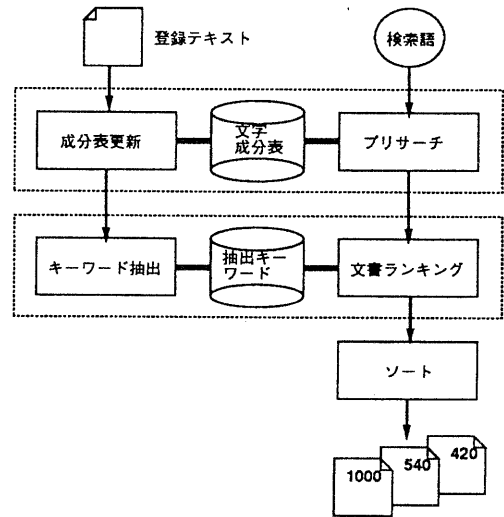 登録テキスト
検索語
成分表更新
文字
成分表
プリサーチ
キーワード抽出
抽出キー
ワード
文書ランキング
ソート
1000
540
420